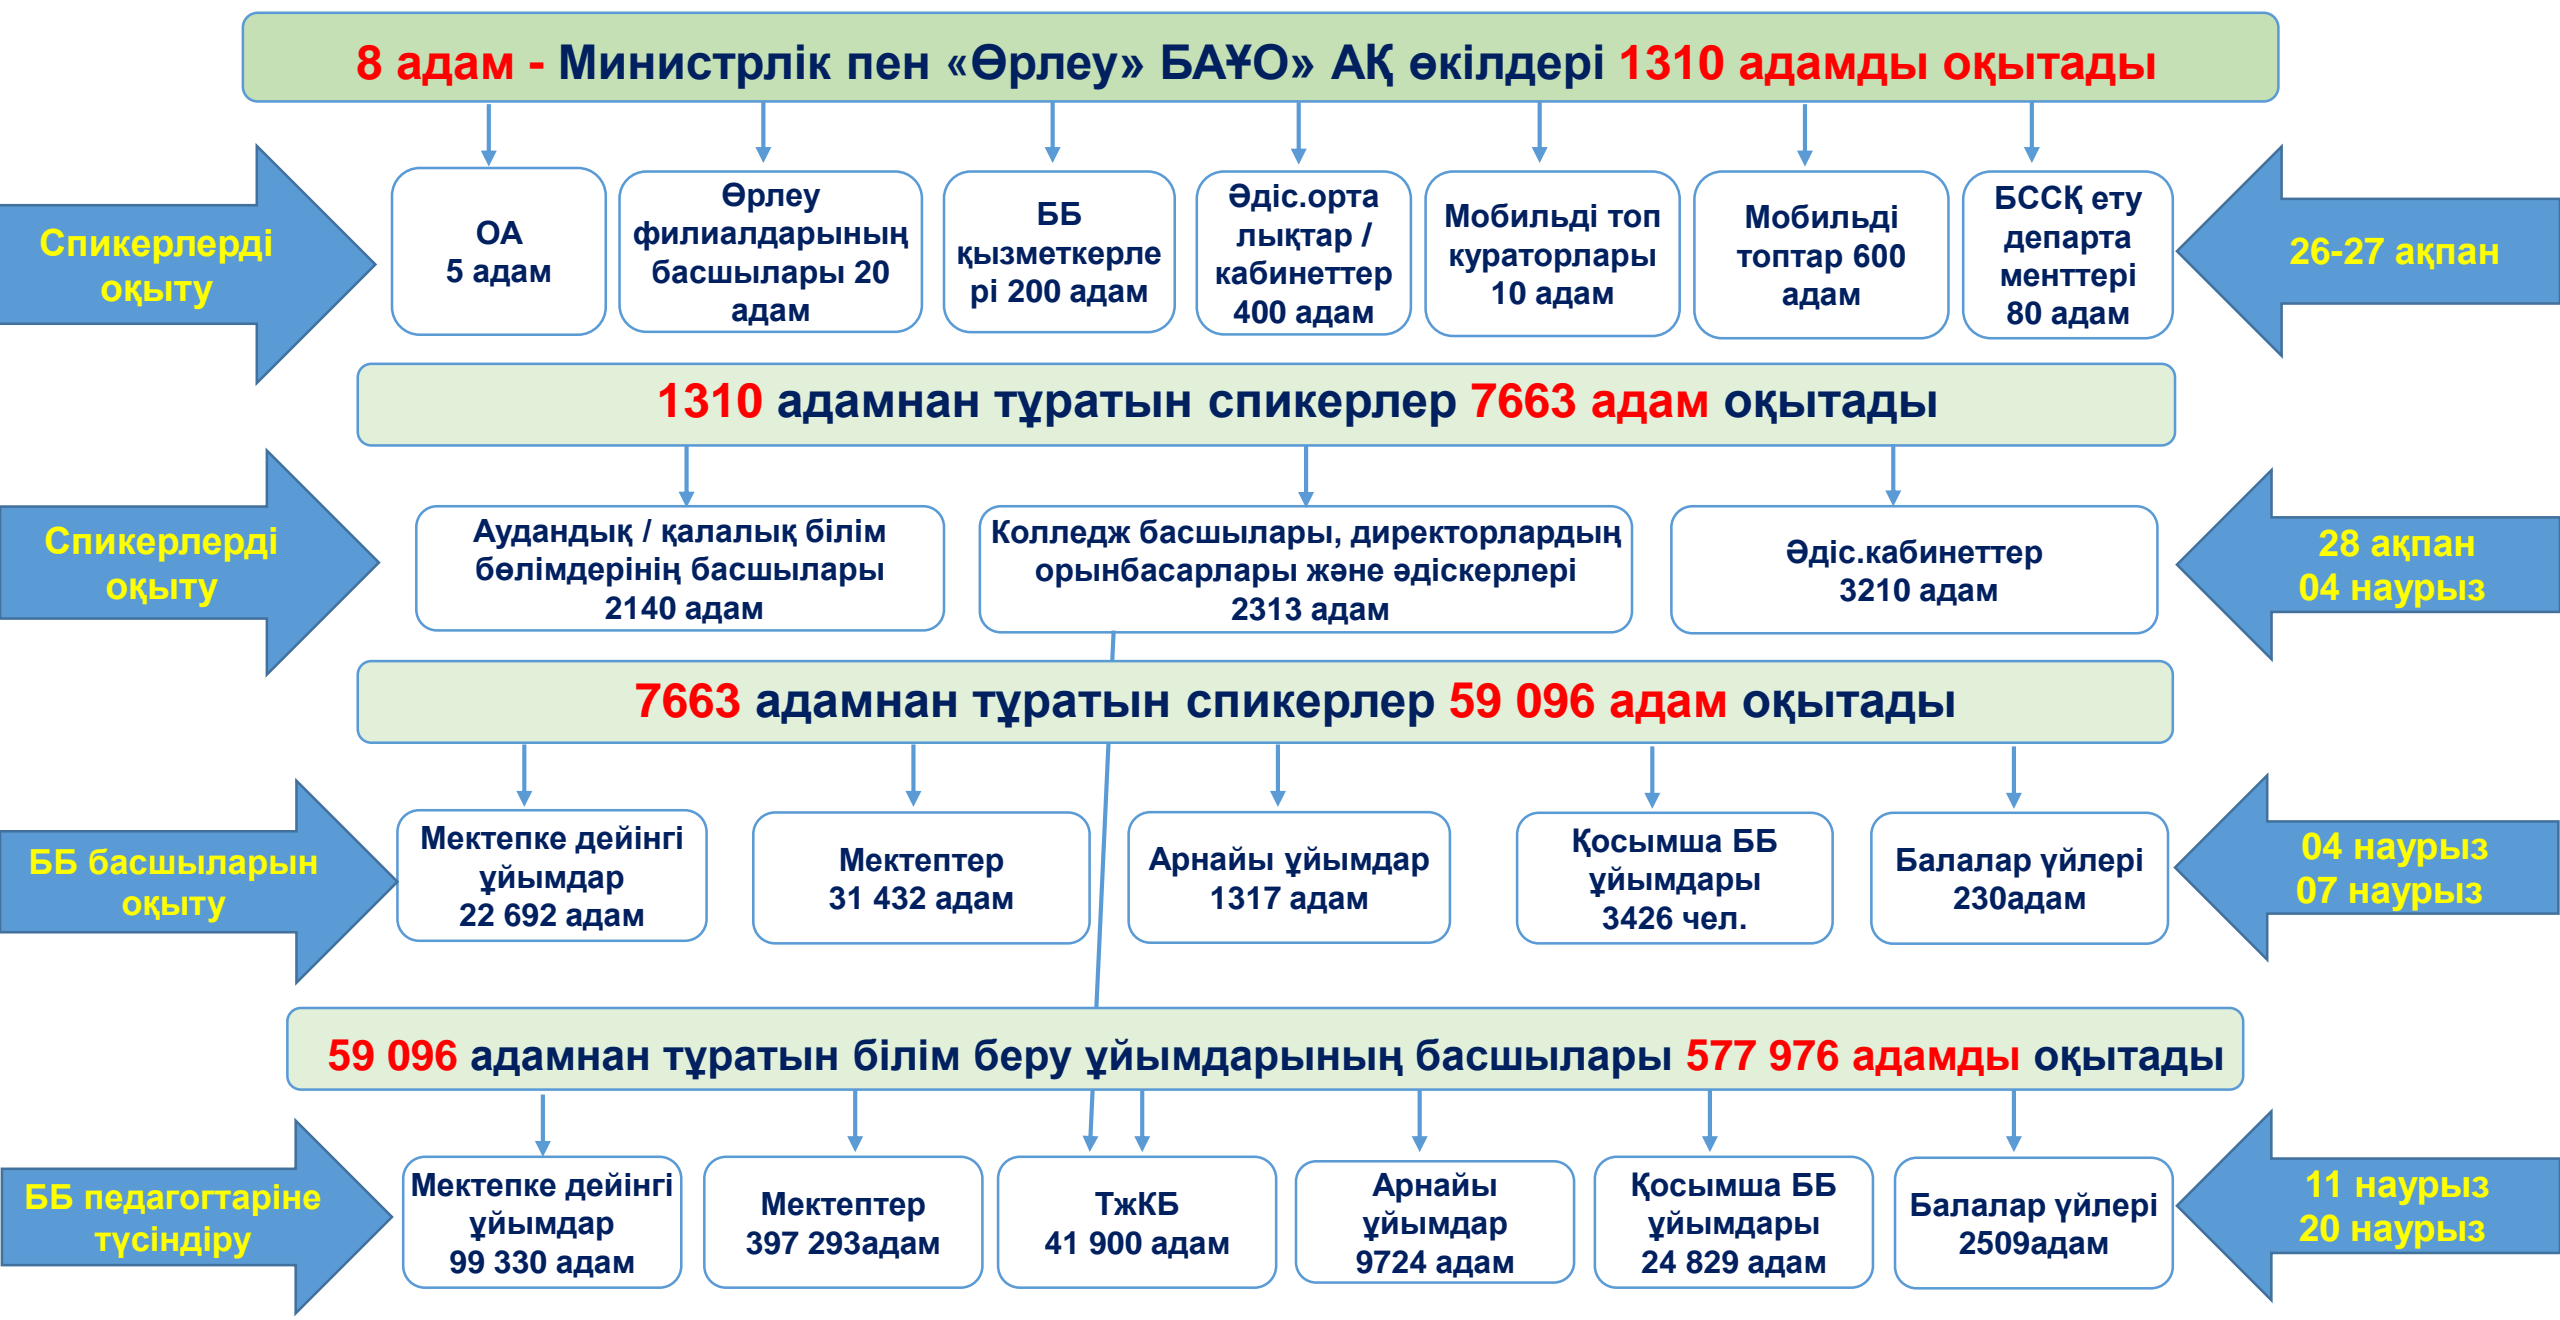 8 адам - Министрлік пен «Өрлеу» БАҰО» АҚ өкілдері 1310 адамды оқытады
Спикерлерді
оқыту
ОА
5 адам
Өрлеу
филиалдарының
басшылары 20
адам
ББ
қызметкерле
рі 200 адам
Әдіс.орта
лықтар /
кабинеттер
400 адам
Мобильді топ
кураторлары
10 адам
Мобильді
топтар 600
адам
БССҚ ету
департа
менттері
80 адам
26-27 ақпан
1310 адамнан тұратын спикерлер 7663 адам оқытады
Спикерлерді
оқыту
Аудандық / қалалық білім
бөлімдерінің басшылары
2140 адам
Колледж басшылары, директорлардың
орынбасарлары және әдіскерлері
2313 адам
Әдіс.кабинеттер
3210 адам
28 ақпан
04 наурыз
7663 адамнан тұратын спикерлер 59 096 адам оқытады
ББ басшыларын
оқыту
Мектепке дейінгі
ұйымдар
22 692 адам
Мектептер
31 432 адам
Арнайы ұйымдар
1317 адам
Қосымша ББ
ұйымдары
3426 чел.
Балалар үйлері
230адам
04 наурыз
07 наурыз
59 096 адамнан тұратын білім беру ұйымдарының басшылары 577 976 адамды оқытады
ББ педагогтаріне
түсіндіру
Мектепке дейінгі
ұйымдар
99 330 адам
Мектептер
397 293адам
ТжКБ
41 900 адам
Арнайы
ұйымдар
9724 адам
Қосымша ББ
ұйымдары
24 829 адам
Балалар үйлері
2509адам
11 наурыз
20 наурыз